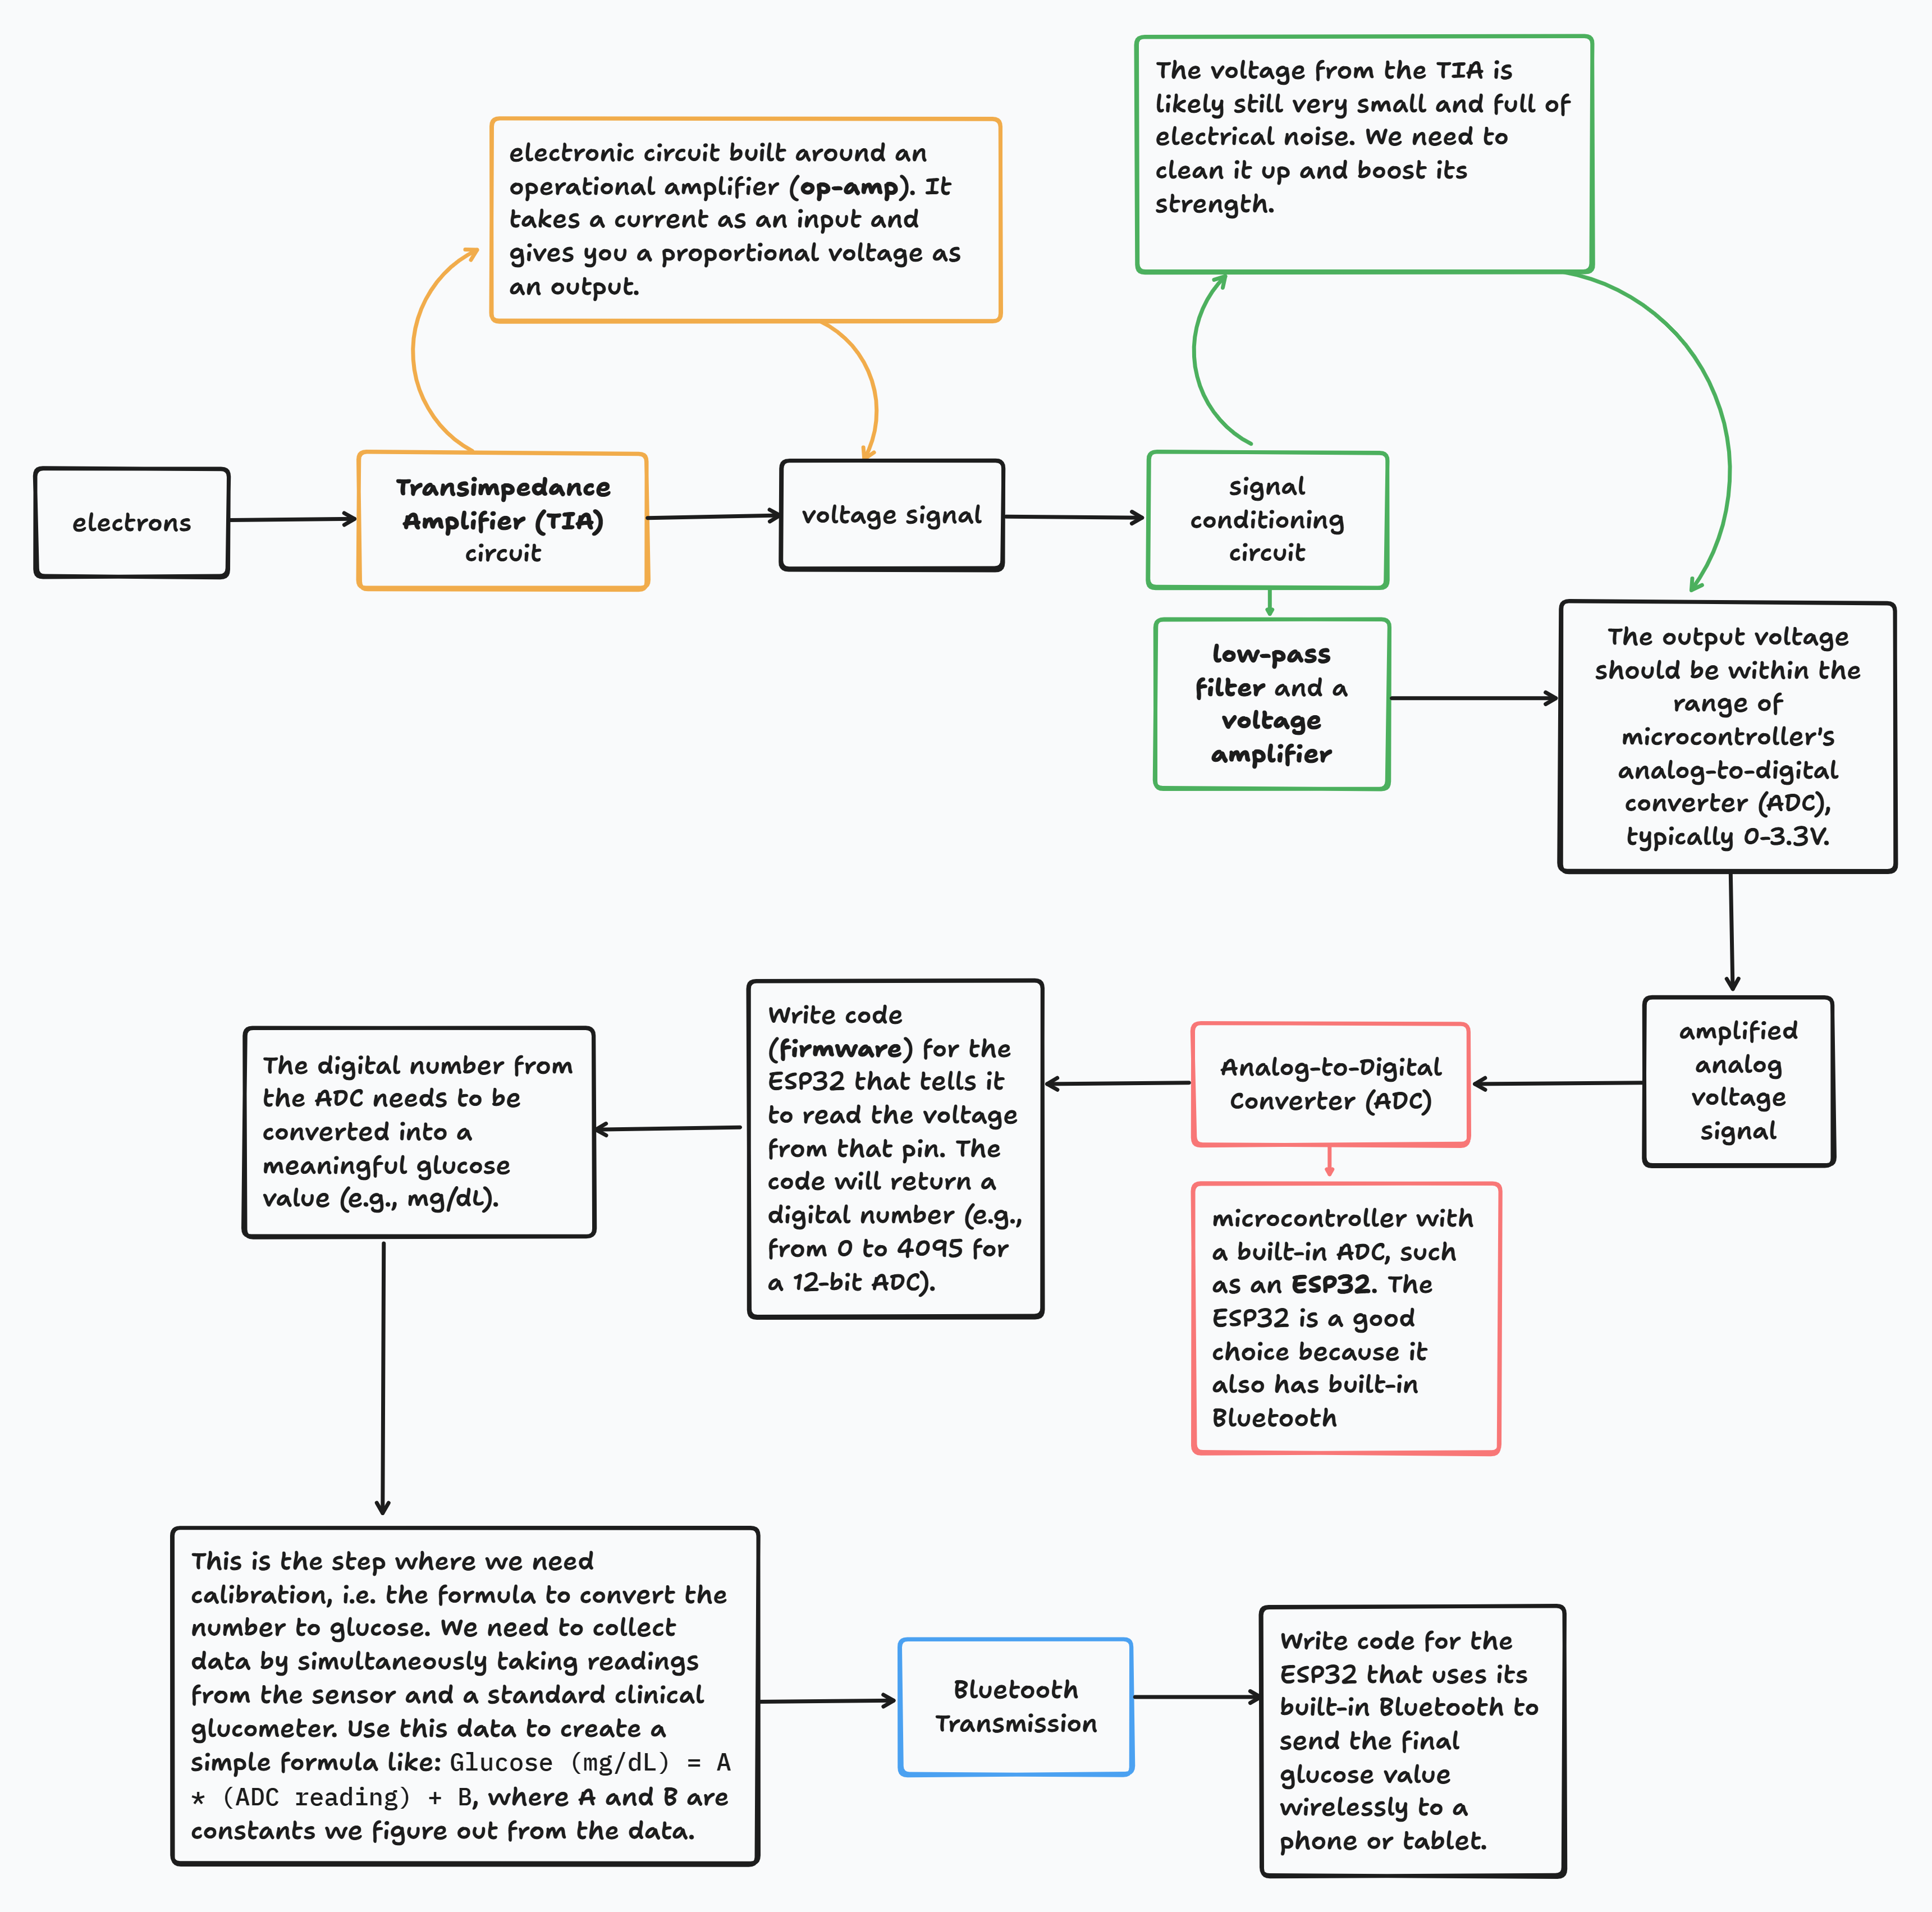 The voltage from the TIA is
likely still very small and full of
electrical noise. We need to
clean it up and boost its
strength.
electronic circuit built around an
operational amplifier (op-amp). It
takes a current as an input and
gives you a proportional voltage as
an output.
electrons
Transimpedance
Amplifier (TIA)
circuit
voltage signal
signal
conditioning
circuit
low-pass
filter and a
voltage
amplifier
The output voltage
should be within the
range of
microcontroller's
analog-to-digital
converter (ADC),
typically 0-3.3V.
amplified
analog
voltage
signal
Analog-to-Digital
Converter (ADC)
microcontroller with
a built-in ADC, such
as an ESP32. The
ESP32 is a good
choice because it
also has built-in
Bluetooth
Write code
(firmware) for the
ESP32 that tells it
to read the voltage
from that pin. The
code will return a
digital number (e.g.,
from 0 to 4095 for
a 12-bit ADC).
The digital number from
the ADC needs to be
converted into a
meaningful glucose
value (e.g., mg/dL).
This is the step where we need
calibration, i.e. the formula to convert the
number to glucose. We need to collect
data by simultaneously taking readings
from the sensor and a standard clinical
glucometer. Use this data to create a
simple formula like: Glucose (mg/dL) = A
* (ADC reading) + B, where A and B are
constants we figure out from the data.
Bluetooth
Transmission
Write code for the
ESP32 that uses its
built-in Bluetooth to
send the final
glucose value
wirelessly to a
phone or tablet.